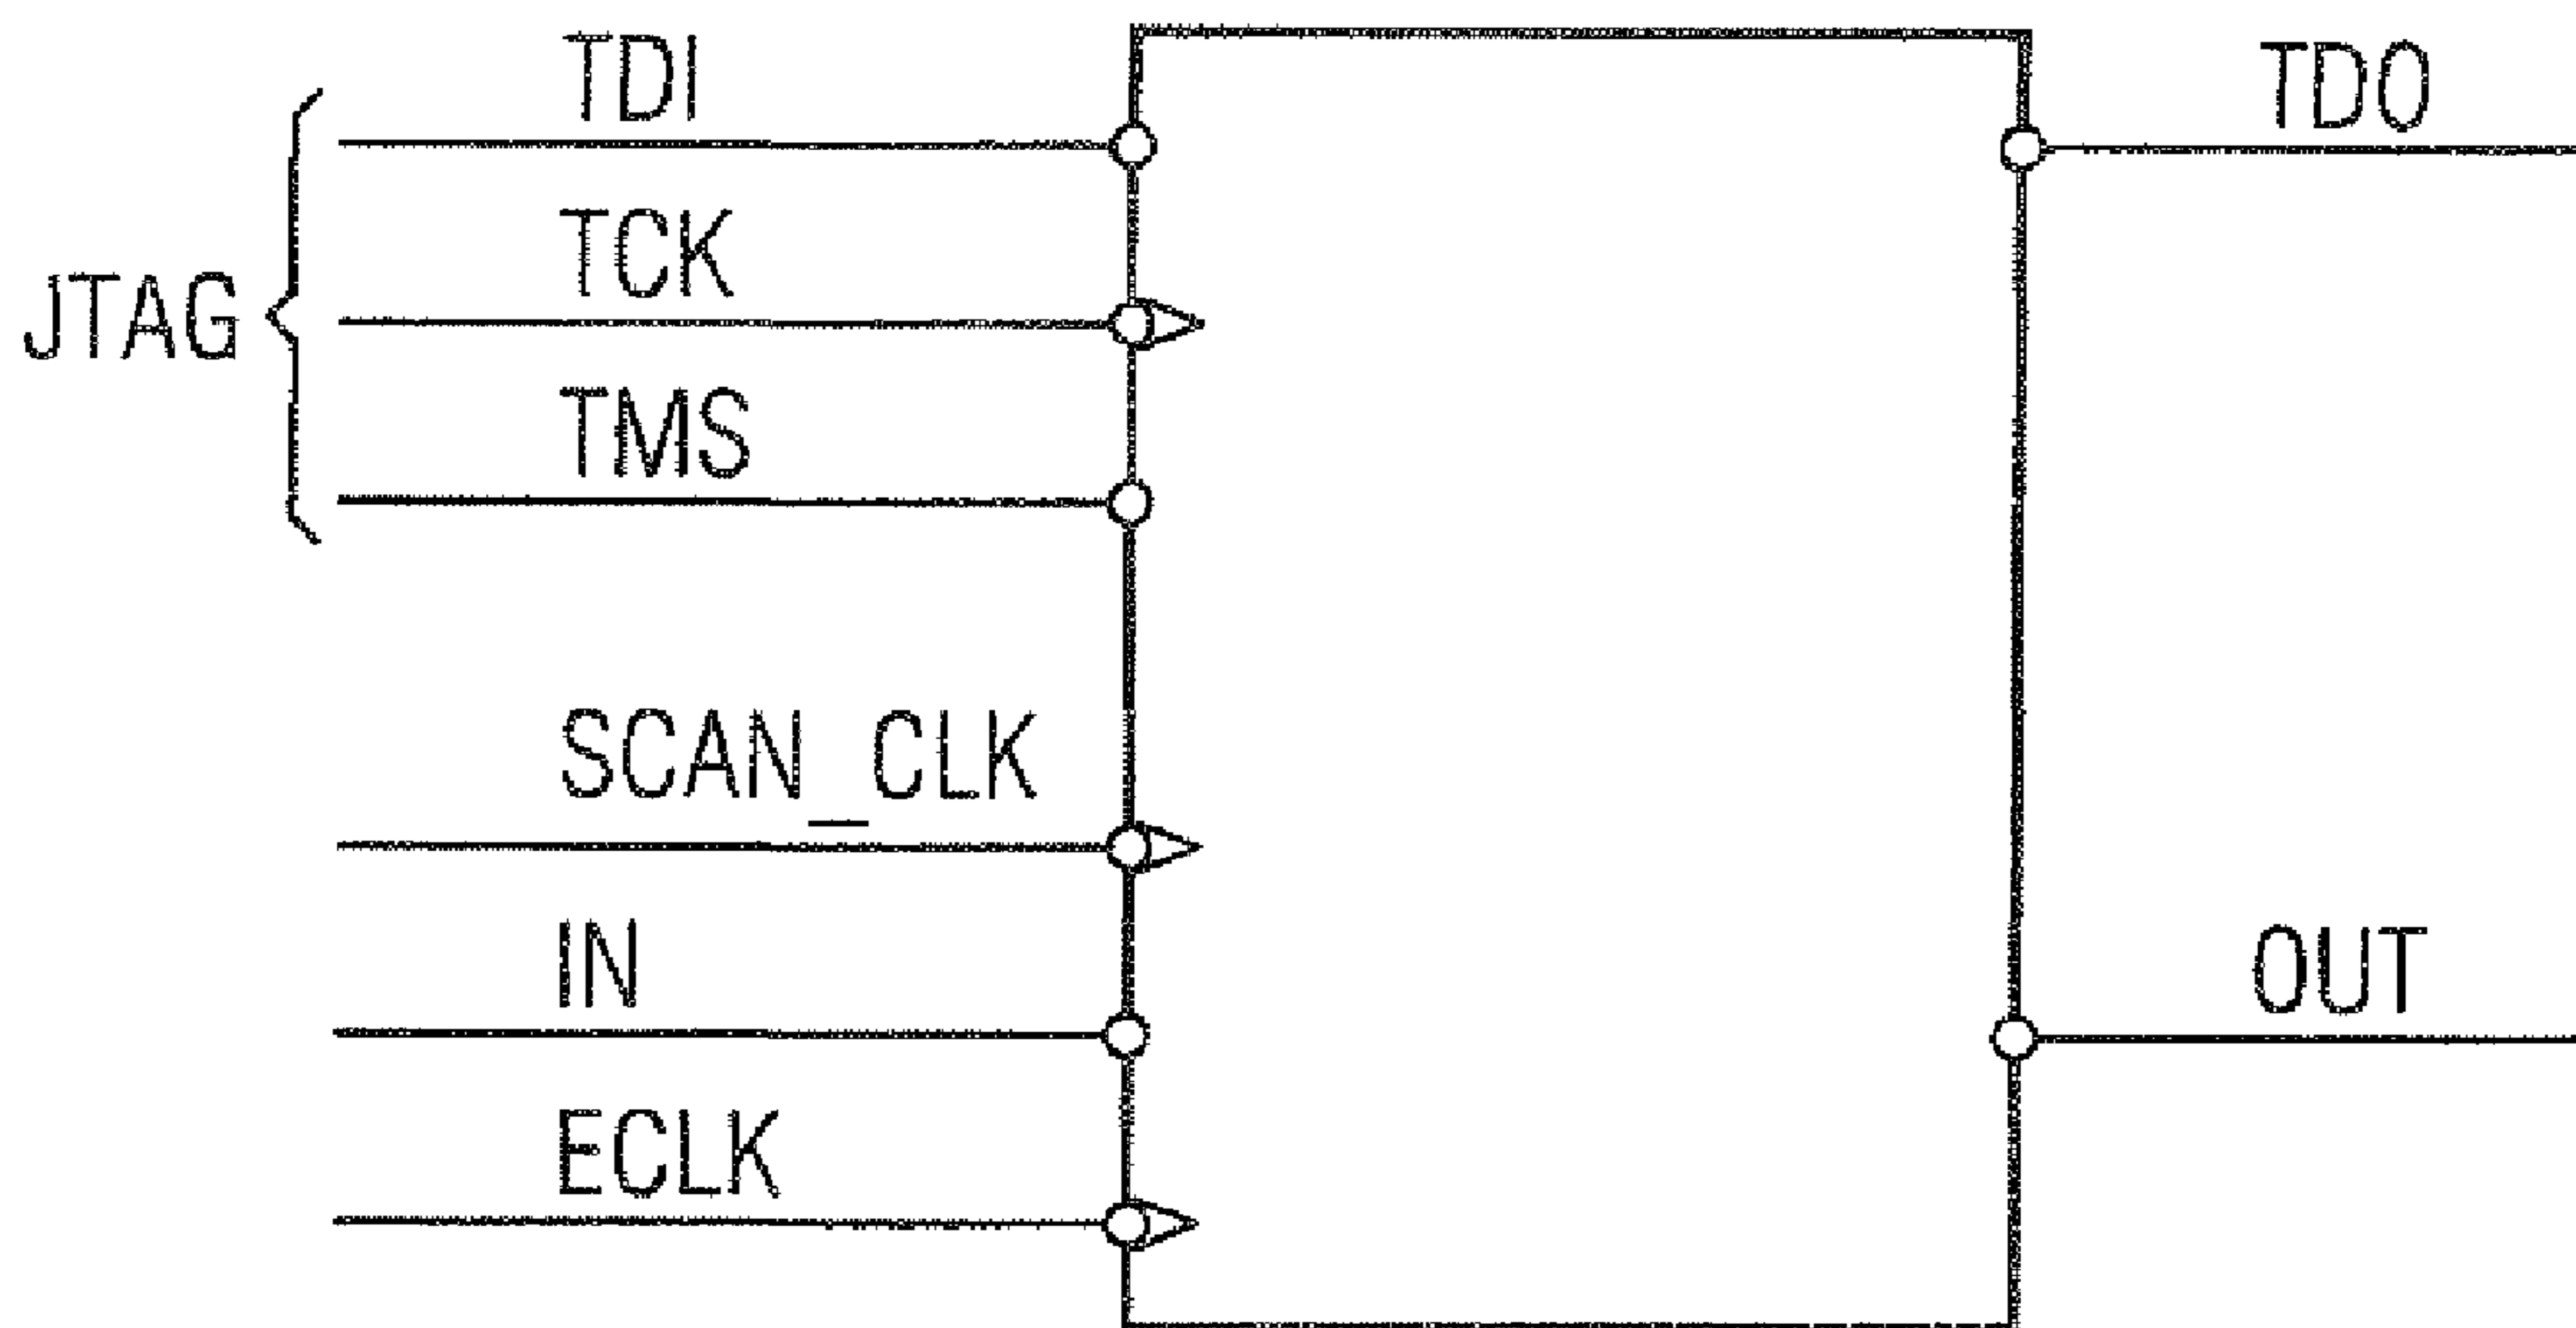 TDI
TDO
TCK
JTAG
TMS
SCAN_CLK
IN
OUT
ECLK